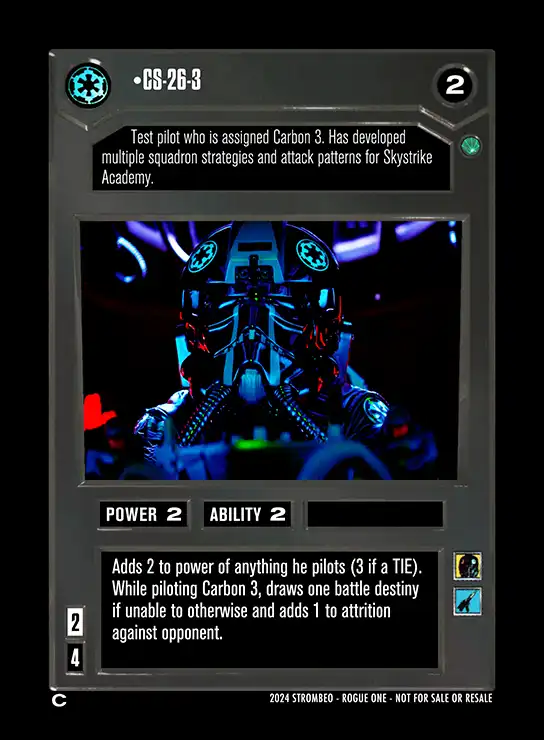 •CS-26-3
2
Test pilot who is assigned Carbon 3. Has developed
multiple squadron strategies and attack patterns for Skystrike
Academy.
POWER 2 ABILITY 2
Adds 2 to power of anything he pilots (3 if a TIE).
While piloting Carbon 3, draws one battle destiny
if unable to otherwise and adds 1 to attrition
against opponent.
2
4
C
2024 STROMBEO - ROGUE ONE - NOT FOR SALE OR RESALE